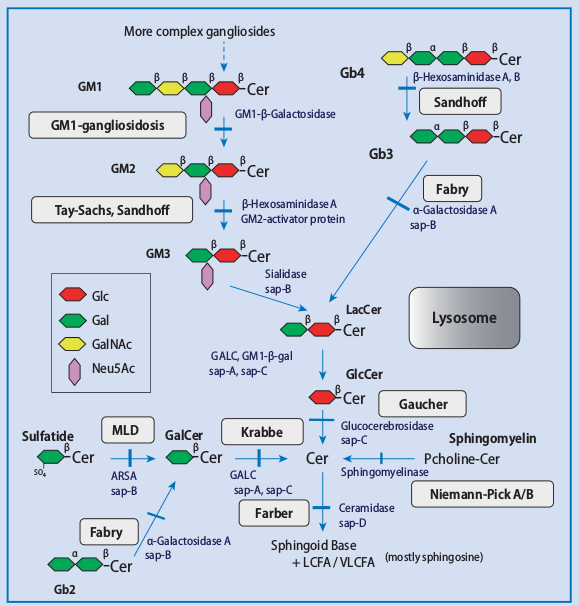 More complex gangliosides
β β β β
GM1 Cer
GM1-β-Galactosidase
GM1-gangliosidosis
β β β
GM2 Cer
β-Hexosaminidase A
GM2-activator protein
Tay-Sachs, Sandhoff
β β
GM3 Cer
Sialidase
sap-B
β α β β
Gb4 Cer
β-Hexosaminidase A, B
Sandhoff
α β β
Cer
Gb3
Fabry
α-Galactosidase A
sap-B
Glc
Gal
GalNAc
Neu5Ac
Lysosome
LacCer
β β
Cer
GALC, GM1-β-gal
sap-A, sap-C
GlcCer
β
Cer
Gaucher
Glucocerebrosidase
sap-C
Sulfatide
β
Cer
SO4
MLD
ARSA
sap-B
GalCer
β
Cer
Krabbe
GALC
sap-A, sap-C
Cer
Sphingomyelin
Pcholine-Cer
Sphingomyelinase
Niemann-Pick A/B
Fabry
α-Galactosidase A
sap-B
α β
Cer
Gb2
Farber
Ceramidase
sap-D
Sphingoid Base
+ LCFA / VLCFA (mostly sphingosine)